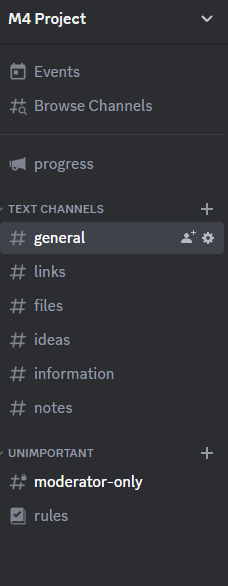 M4 Project
Events
Browse Channels
progress
TEXT CHANNELS
general
links
files
ideas
information
notes
UNIMPORTANT
moderator-only
rules